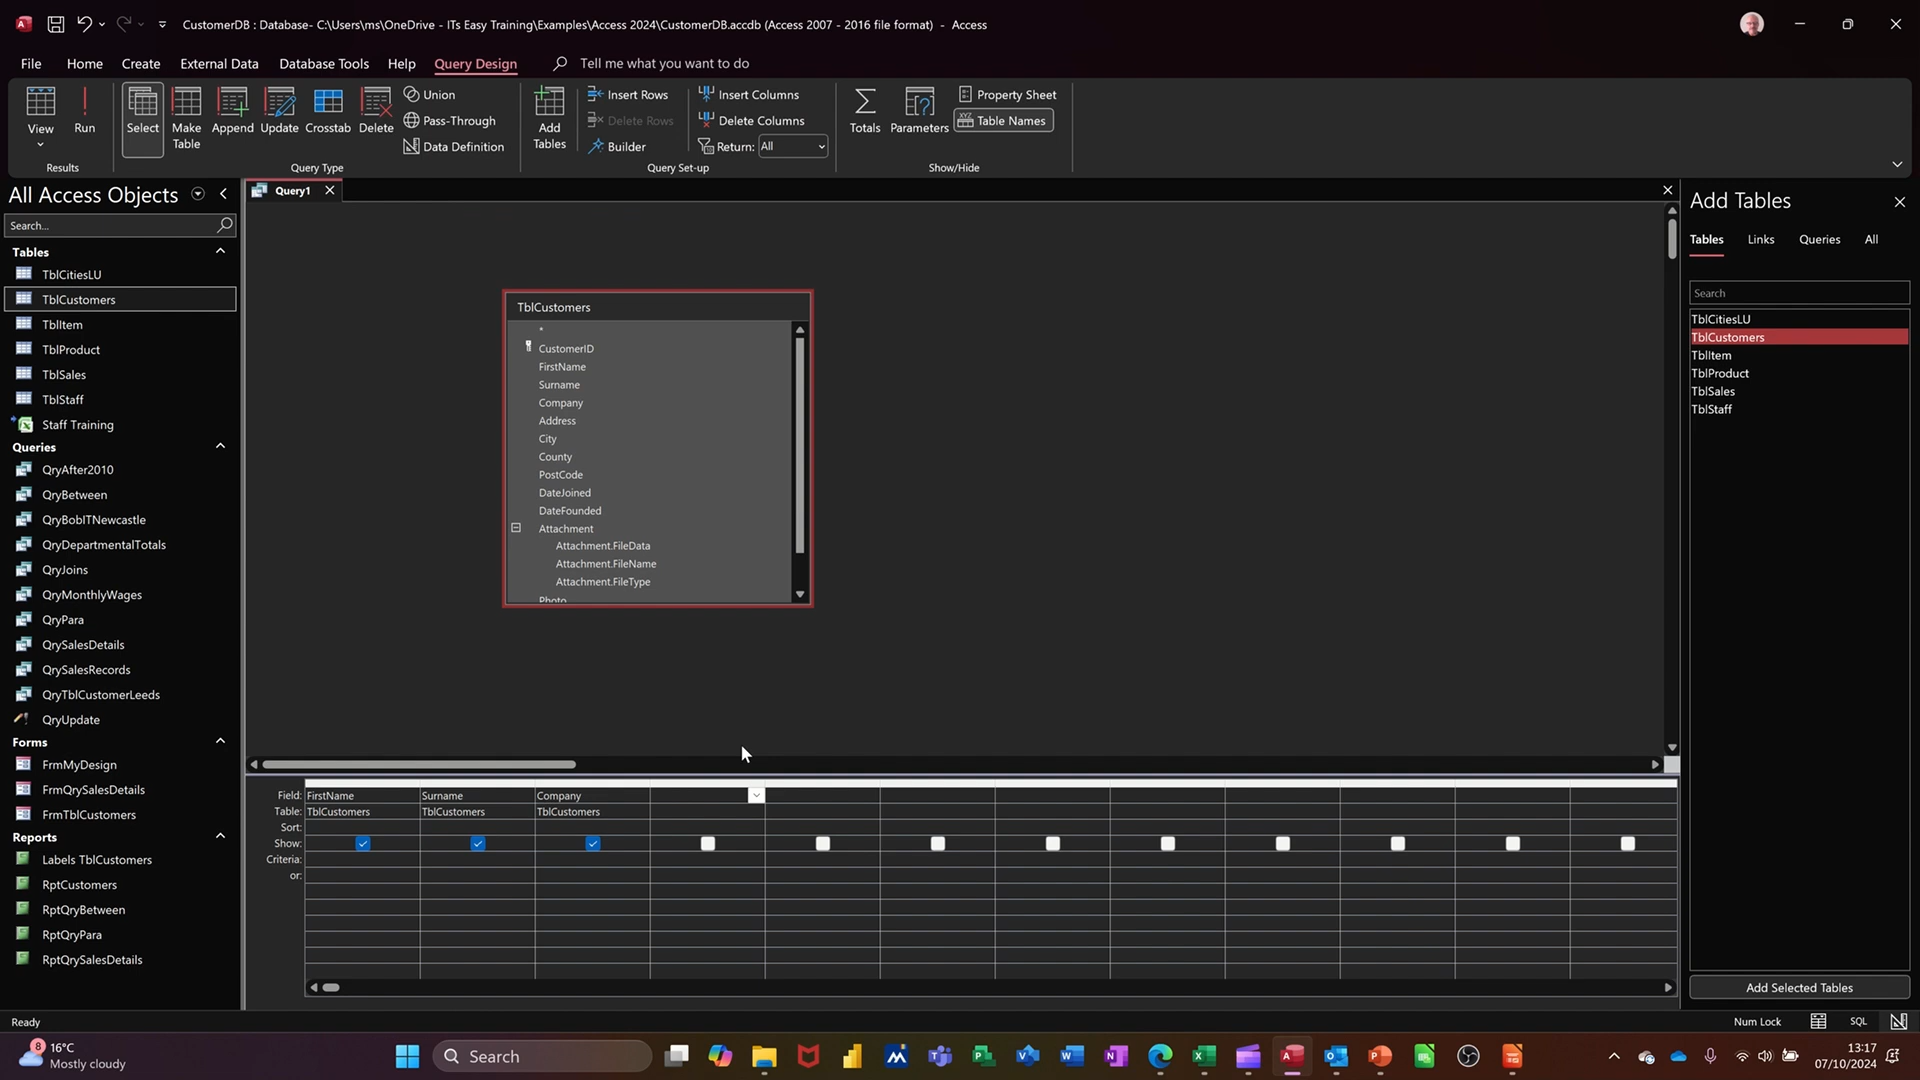 CustomerDB : Database- C:\Users\ms\OneDrive - ITs Easy Training\Examples\Access 2024\CustomerDB.accdb (Access 2007 - 2016 file format) - Access
File Home Create External Data Database Tools Help Query Design Tell me what you want to do
View
Run
Results
Select
Make Table
Append
Update
Crosstab
Delete
Union
Pass-Through
Data Definition
Query Type
Add Tables
Insert Rows
Delete Rows
Builder
Insert Columns
Delete Columns
Return: All
Query Set-up
Totals
Parameters
Property Sheet
Table Names
Show/Hide
All Access Objects
Search...
Tables
TblCitiesLU
TblCustomers
TblItem
TblProduct
TblSales
TblStaff
Staff Training
Queries
QryAfter2010
QryBetween
QryBobITNewcastle
QryDepartmentalTotals
QryJoins
QryMonthlyWages
QryPara
QrySalesDetails
QrySalesRecords
QryTblCustomerLeeds
QryUpdate
Forms
FrmMyDesign
FrmQrySalesDetails
FrmTblCustomers
Reports
Labels TblCustomers
RptCustomers
RptQryBetween
RptQryPara
RptQrySalesDetails
Query1
TblCustomers
*
CustomerID
FirstName
Surname
Company
Address
City
County
PostCode
DateJoined
DateFounded
Attachment
Attachment.FileData
Attachment.FileName
Attachment.FileType
Photo
Field: FirstName Surname Company
Table: TblCustomers TblCustomers TblCustomers
Sort:
Show:
Criteria:
or:
Add Tables
Tables Links Queries All
Search
TblCitiesLU
TblCustomers
TblItem
TblProduct
TblSales
TblStaff
Add Selected Tables
Ready
Num Lock
SQL
8
16°C
Mostly cloudy
Search
13:17
07/10/2024